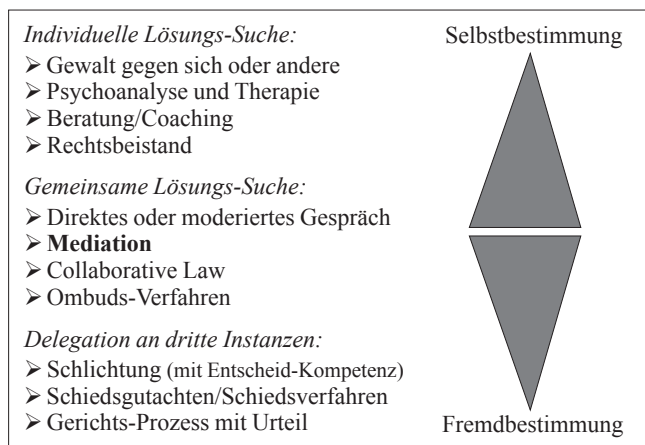 Individuelle Lösungs-Suche:
➢ Gewalt gegen sich oder andere
➢ Psychoanalyse und Therapie
➢ Beratung/Coaching
➢ Rechtsbeistand
Gemeinsame Lösungs-Suche:
➢ Direktes oder moderiertes Gespräch
➢ Mediation
➢ Collaborative Law
➢ Ombuds-Verfahren
Delegation an dritte Instanzen:
➢ Schlichtung (mit Entscheid-Kompetenz)
➢ Schiedsgutachten/Schiedsverfahren
➢ Gerichts-Prozess mit Urteil
Selbstbestimmung
Fremdbestimmung